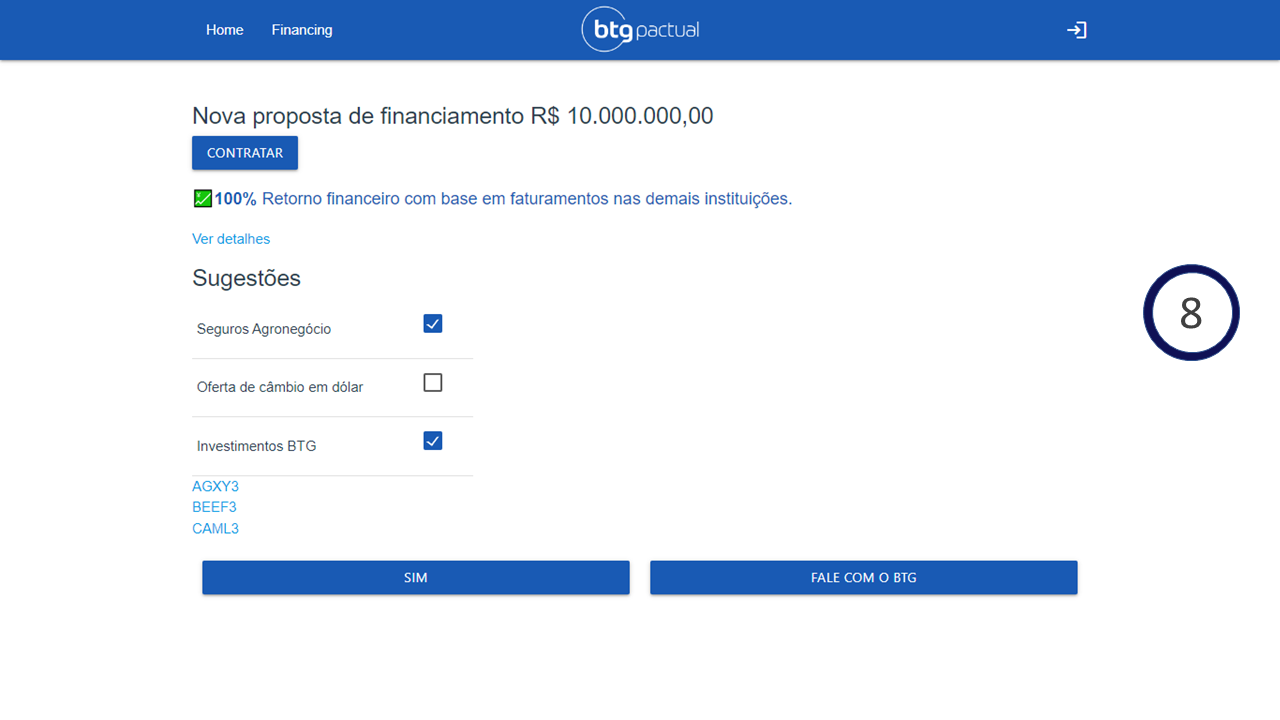 Home Financing btg pactual
Nova proposta de financiamento R$ 10.000.000,00
CONTRATAR
100% Retorno financeiro com base em faturamentos nas demais instituições.
Ver detalhes
Sugestões
8
Seguros Agronegócio
Oferta de câmbio em dólar
Investimentos BTG
AGXY3
BEEF3
CAML3
SIM FALE COM O BTG